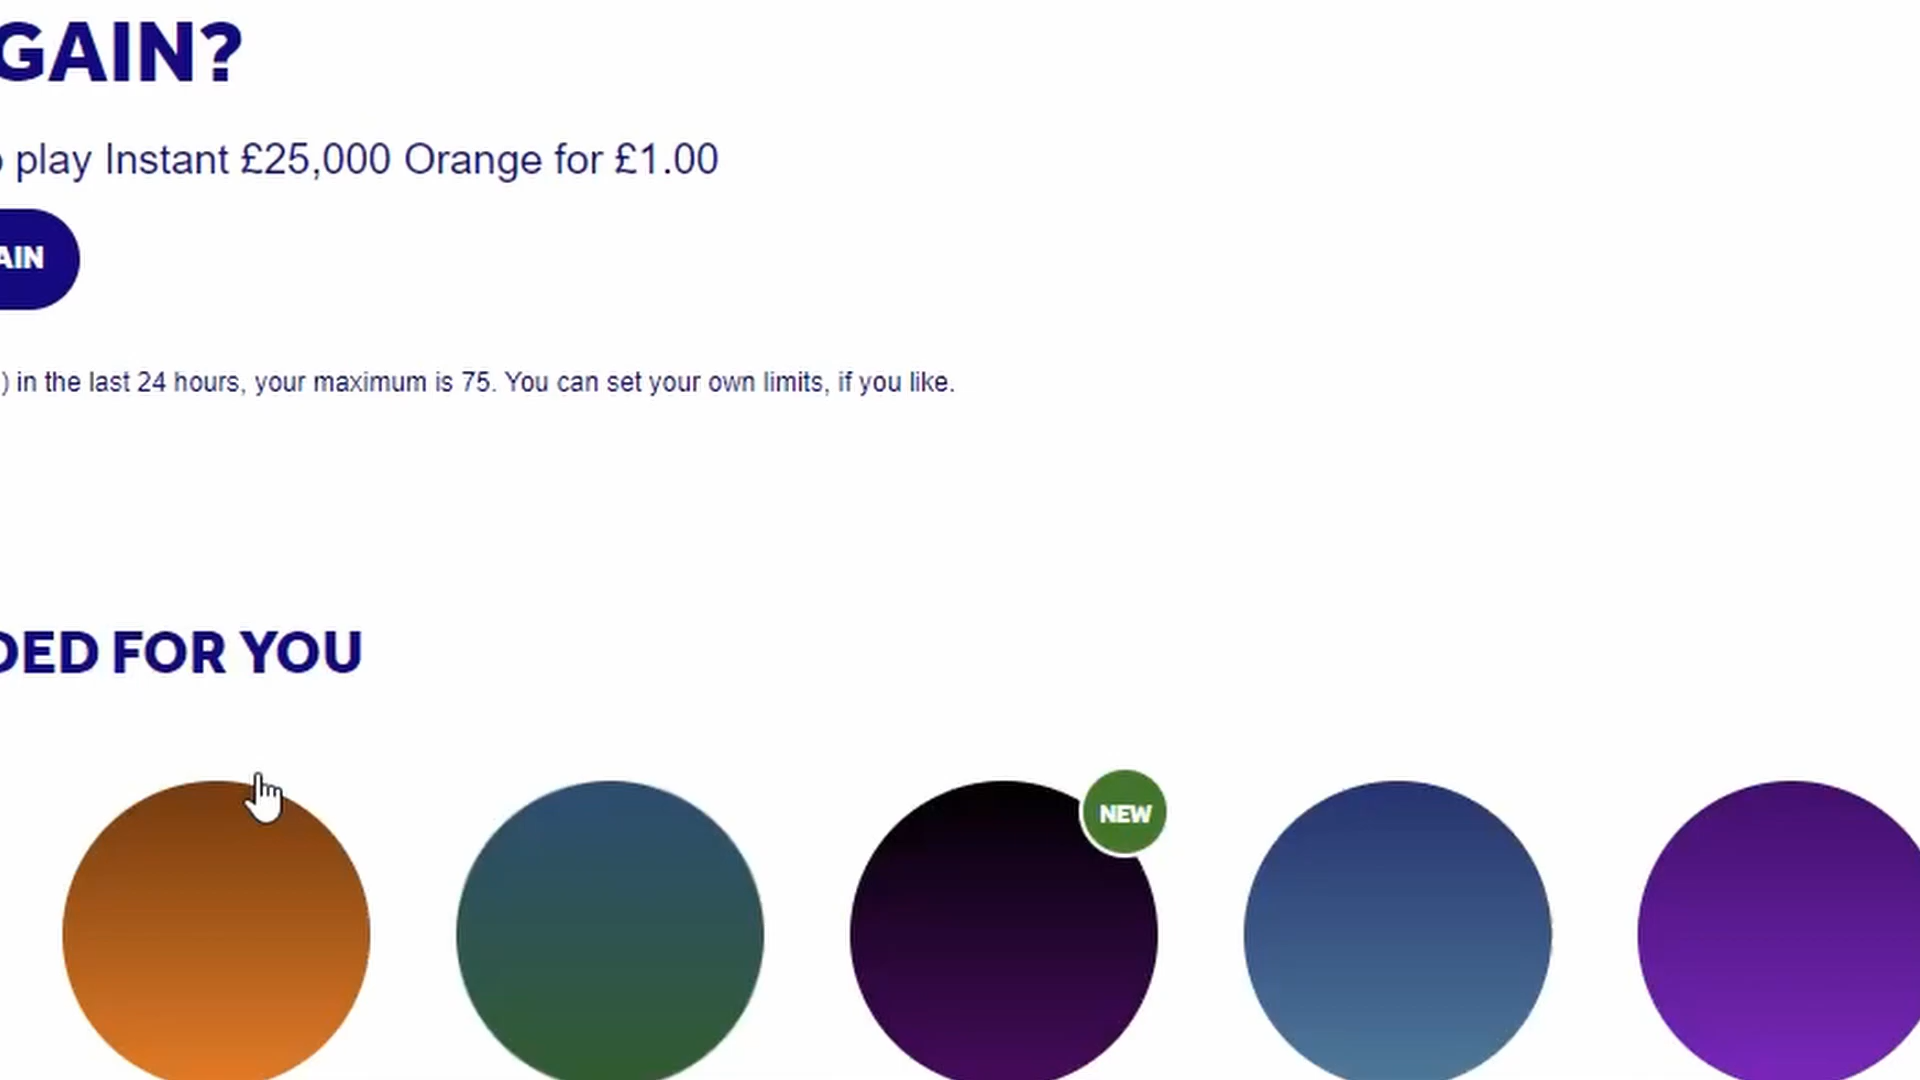 GAIN?
play Instant £25,000 Orange for £1.00
AIN
) in the last 24 hours, your maximum is 75. You can set your own limits, if you like.
DED FOR YOU
NEW